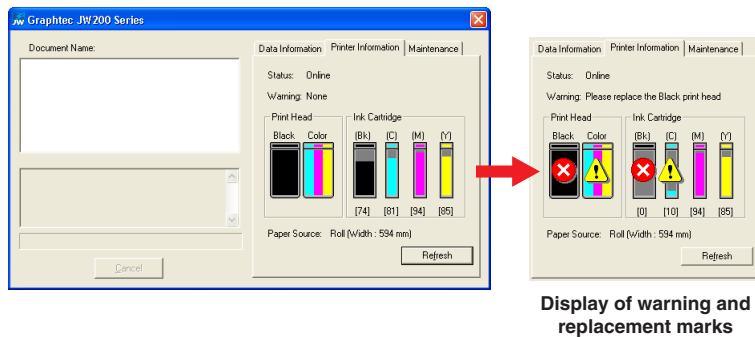 JW Graphtec JW200 Series
Document Name:
Data Information Printer Information Maintenance
Status: Online
Warning: None
Print Head Ink Cartridge
Black Color (Bk) (C) (M) (Y)
[74] [81] [94] [85]
Paper Source: Roll (Width : 594 mm)
Refresh
Cancel
Data Information Printer Information Maintenance
Status: Online
Warning: Please replace the Black print head
Print Head Ink Cartridge
Black Color (Bk) (C) (M) (Y)
[0] [10] [94] [85]
Paper Source: Roll (Width : 594 mm)
Refresh
Display of warning and
replacement marks